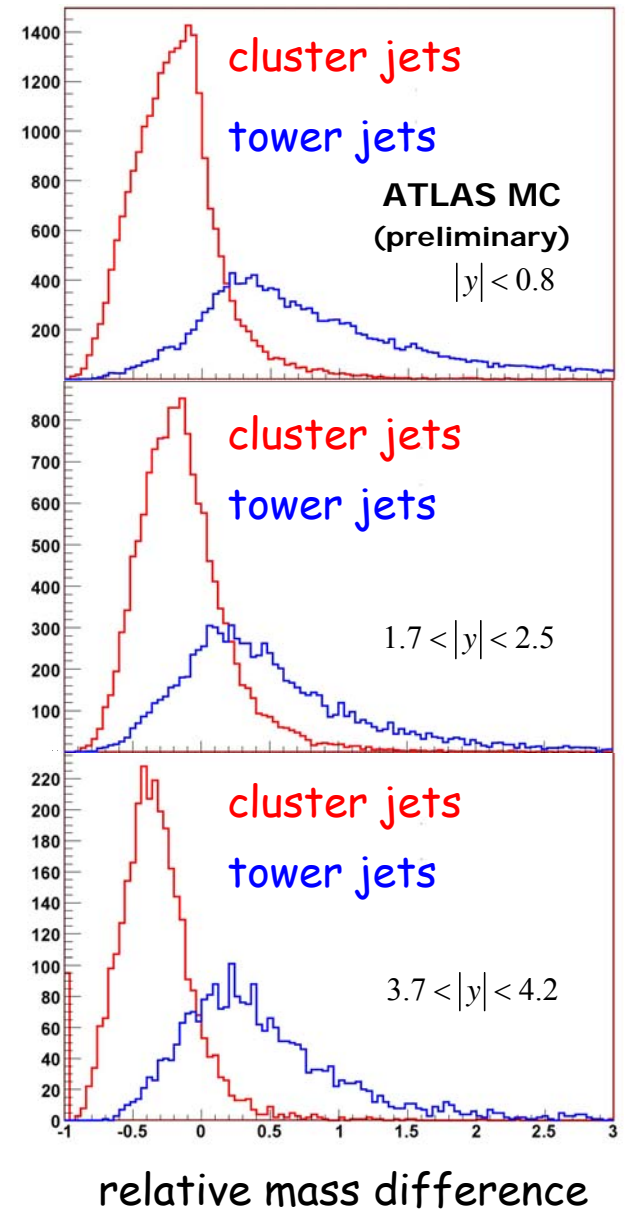 1400
1200
1000
800
600
400
200
cluster jets
tower jets
ATLAS MC
(preliminary)
|y| < 0.8
800
700
600
500
400
300
200
100
cluster jets
tower jets
1.7 < |y| < 2.5
220
200
180
160
140
120
100
80
60
40
20
0
cluster jets
tower jets
3.7 < |y| < 4.2
-1 -0.5 0 0.5 1 1.5 2 2.5 3
relative mass difference